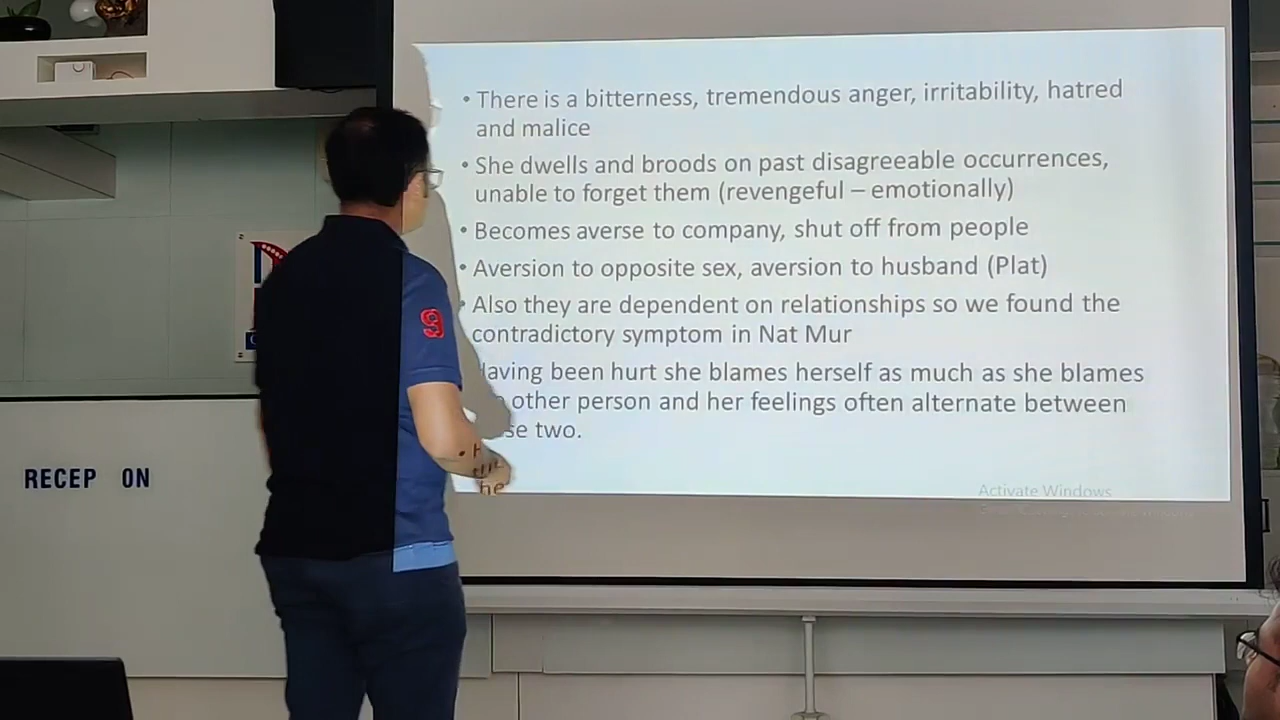 • There is a bitterness, tremendous anger, irritability, hatred
and malice
• She dwells and broods on past disagreeable occurrences,
unable to forget them (revengeful – emotionally)
• Becomes averse to company, shut off from people
• Aversion to opposite sex, aversion to husband (Plat)
• Also they are dependent on relationships so we found the
contradictory symptom in Nat Mur
aving been hurt she blames herself as much as she blames
other person and her feelings often alternate between
se two.
Activate Windows
9
RECEP ON